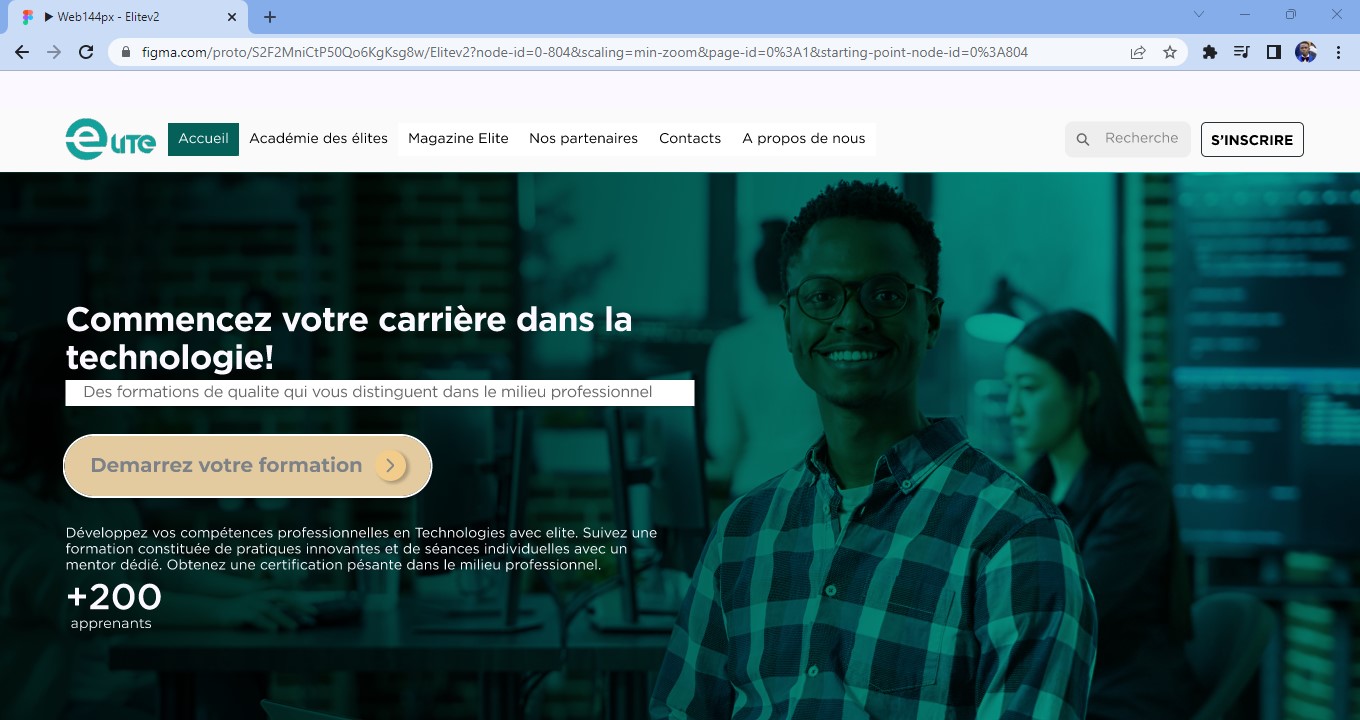 Web144px - Elitev2
figma.com/proto/S2F2MniCtP50Qo6KgKsg8w/Elitev2?node-id=0-804&scaling=min-zoom&page-id=0%3A1&starting-point-node-id=0%3A804
eLITE Accueil Académie des élites Magazine Elite Nos partenaires Contacts A propos de nous Recherche S'INSCRIRE
Commencez votre carrière dans la
technologie!
Des formations de qualite qui vous distinguent dans le milieu professionnel
Demarrez votre formation
Développez vos compétences professionnelles en Technologies avec elite. Suivez une
formation constituée de pratiques innovantes et de séances individuelles avec un
mentor dédié. Obtenez une certification pésante dans le milieu professionnel.
+200
apprenants